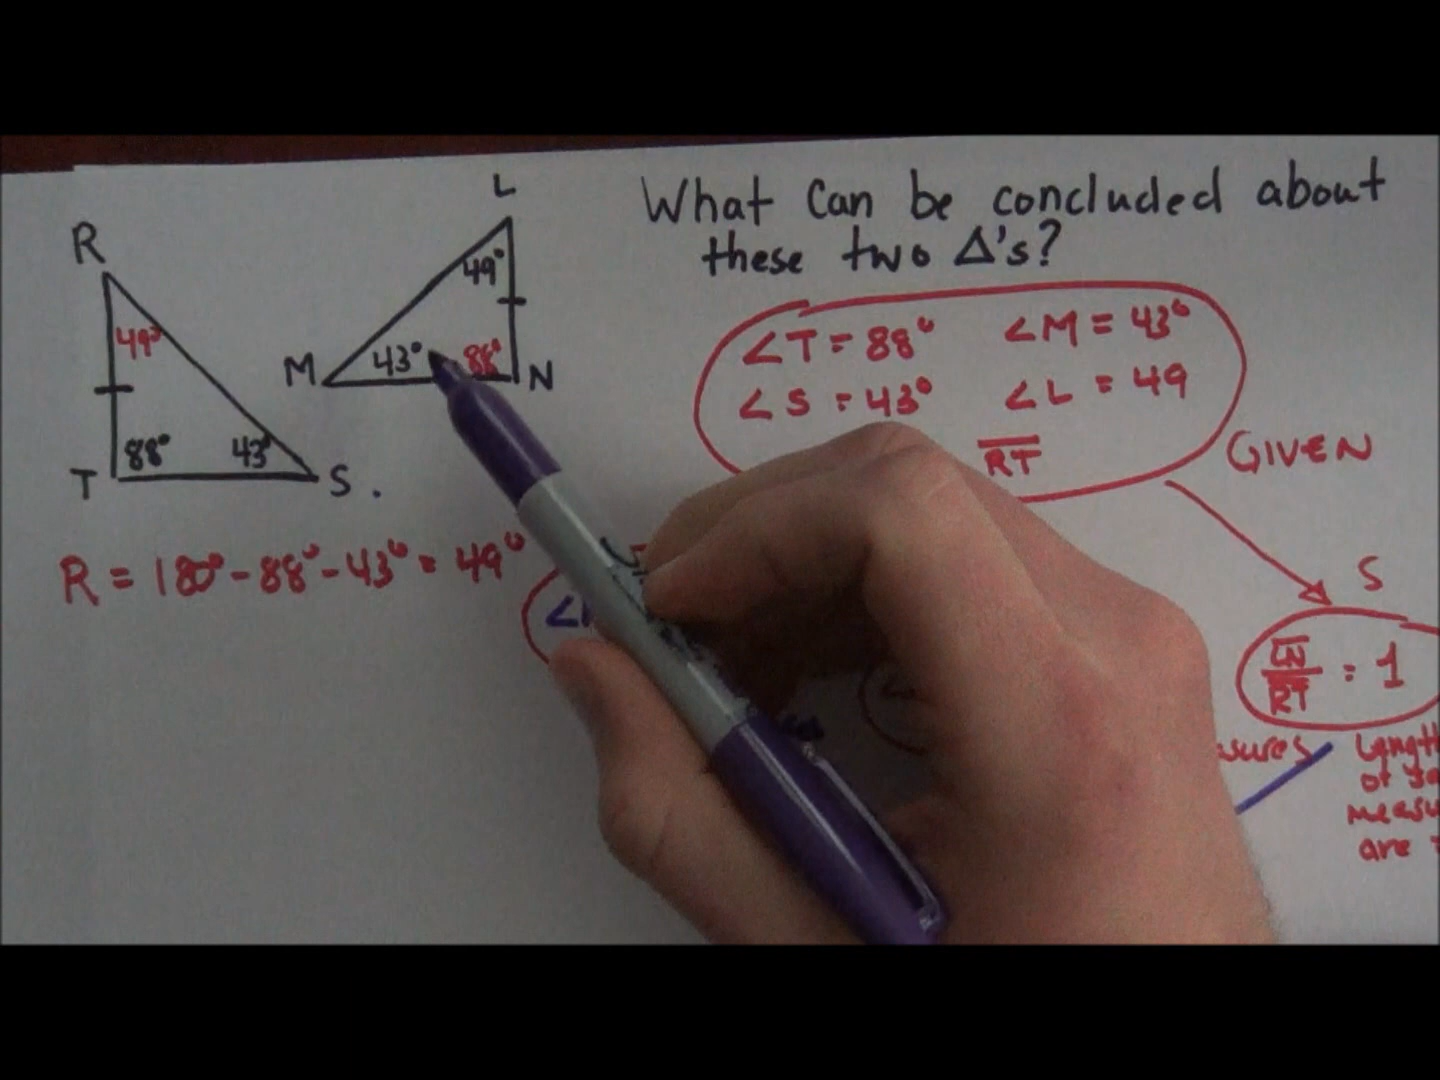 What can be concluded about
these two Δ's?
R
49°
88°
43°
T
S.
L
49°
43°
88°
M
N
∠T = 88° ∠M = 43°
∠S = 43° ∠L = 49
RT
GIVEN
R = 180° - 88° - 43° = 49°
S
LN
RT
= 1
are